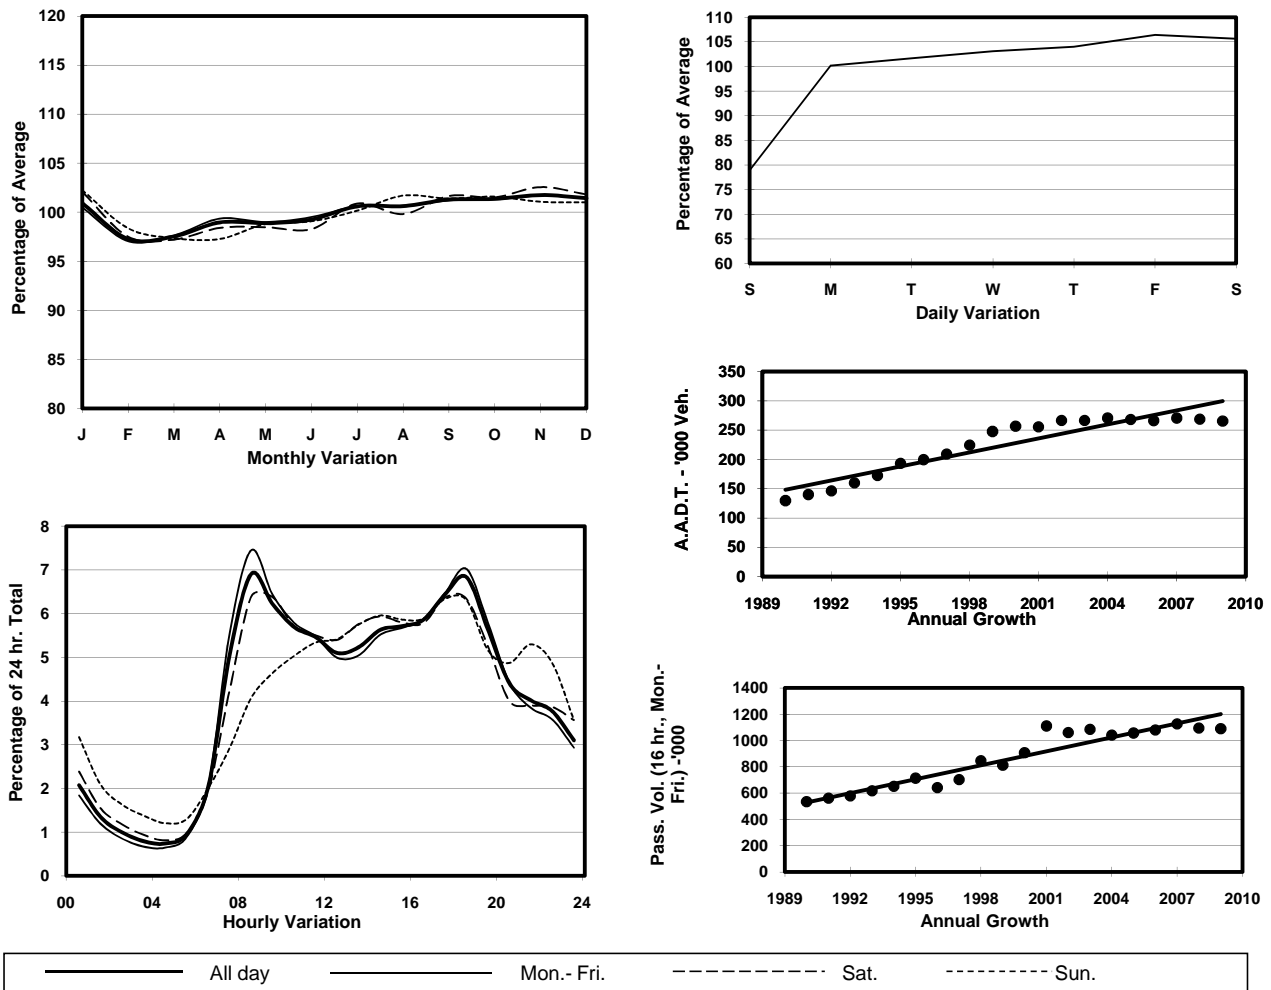 120
115
110
105
100
95
90
85
80
Percentage of Average
J F M A M J J A S O N D
Monthly Variation
110
105
100
95
90
85
80
75
70
65
60
Percentage of Average
S M T W T F S
Daily Variation
350
300
250
200
150
100
50
0
A.A.D.T. - '000 Veh.
1989 1992 1995 1998 2001 2004 2007 2010
Annual Growth
8
7
6
5
4
3
2
1
0
Percentage of 24 hr. Total
00 04 08 12 16 20 24
Hourly Variation
1400
1200
1000
800
600
400
200
0
Pass. Vol. (16 hr., Mon.-
Fri.) -'000
1989 1992 1995 1998 2001 2004 2007 2010
Annual Growth
All day Mon.- Fri. Sat. Sun.